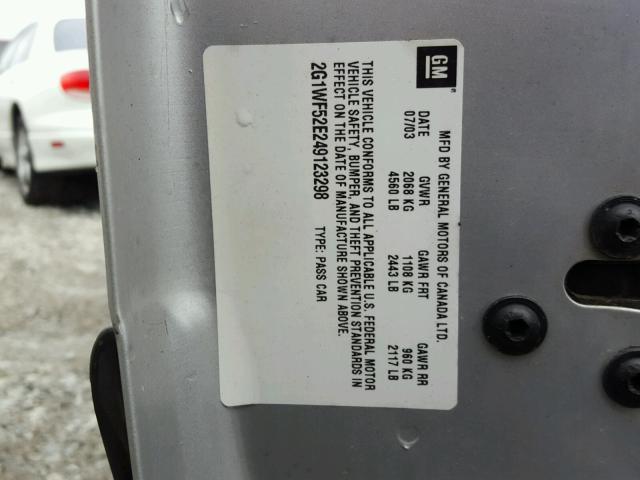 GM
MFD BY GENERAL MOTORS OF CANADA LTD.
DATE GVWR GAWR FRT GAWR RR
07/03 2068 KG 1108 KG 960 KG
4560 LB 2443 LB 2117 LB
THIS VEHICLE CONFORMS TO ALL APPLICABLE U.S. FEDERAL MOTOR
VEHICLE SAFETY, BUMPER, AND THEFT PREVENTION STANDARDS IN
EFFECT ON THE DATE OF MANUFACTURE SHOWN ABOVE.
2G1WF52E249123298 TYPE: PASS CAR